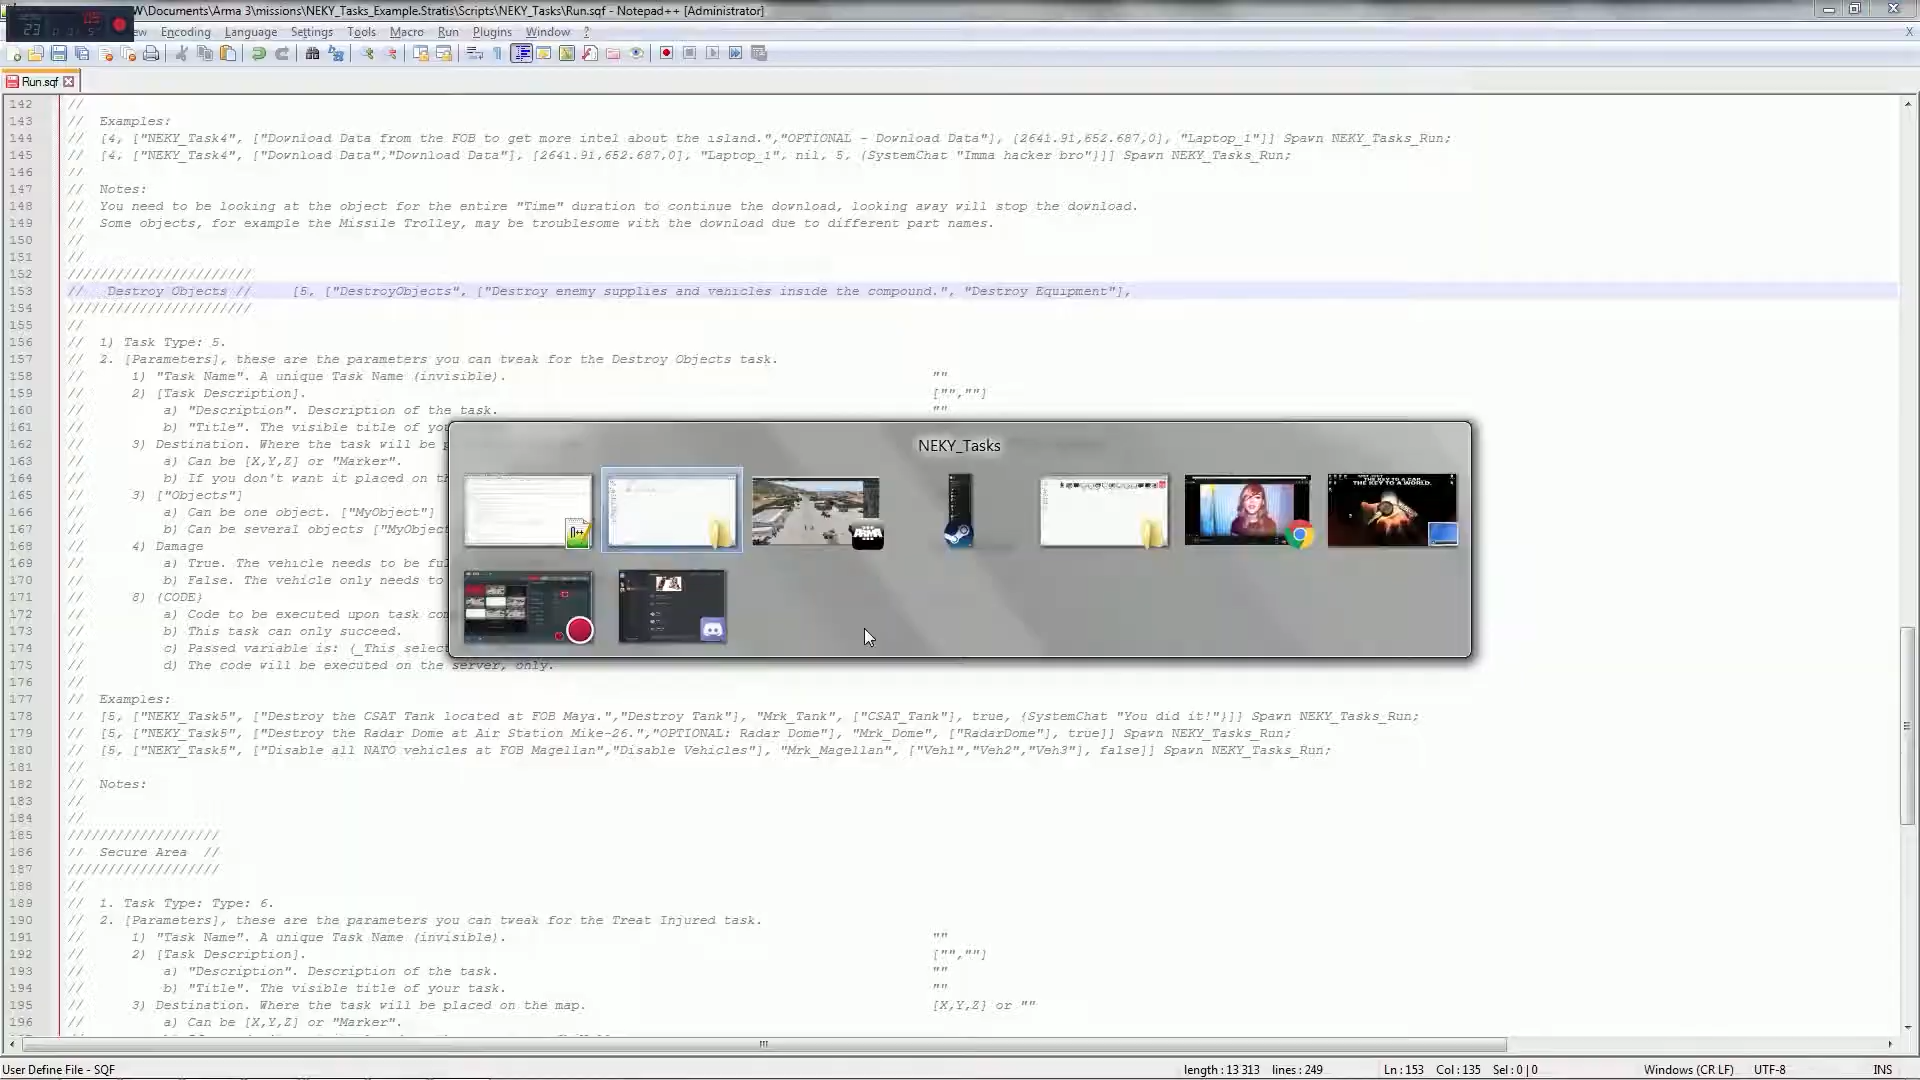 W\Documents\Arma 3\missions\NEKY_Tasks_Example.Stratis\Scripts\NEKY_Tasks\Run.sqf - Notepad++ [Administrator]
Encoding Language Settings Tools Macro Run Plugins Window ?
Run.sqf
142 //
143 // Examples:
144 // [4, ["NEKY_Task4", ["Download Data from the FOB to get more intel about the island.","OPTIONAL - Download Data"], [2641.91,652.687,0], "Laptop_1"]] Spawn NEKY_Tasks_Run;
145 // [4, ["NEKY_Task4", ["Download Data","Download Data"], [2641.91,652.687,0], "Laptop_1", nil, 5, {SystemChat "Imma hacker bro"}]] Spawn NEKY_Tasks_Run;
146 //
147 // Notes:
148 // You need to be looking at the object for the entire "Time" duration to continue the download, looking away will stop the download.
149 // Some objects, for example the Missile Trolley, may be troublesome with the download due to different part names.
150 //
151 //
152 ///////////////////////
153 // Destroy Objects // [5, ["DestroyObjects", ["Destroy enemy supplies and vehicles inside the compound.", "Destroy Equipment"],
154 ///////////////////////
155 //
156 // 1) Task Type: 5.
157 // 2. [Parameters], these are the parameters you can tweak for the Destroy Objects task.
158 // 1) "Task Name". A unique Task Name (invisible). ""
159 // 2) [Task Description]. ["",""]
160 // a) "Description". Description of the task. ""
161 // b) "Title". The visible title of
162 // 3) Destination. Where the task will be
163 // a) Can be [X,Y,Z] or "Marker".
164 // b) If you don't want it placed on
165 // 3) ["Objects"]
166 // a) Can be one object. ["MyObject"]
167 // b) Can be several objects ["MyObject
168 // 4) Damage
169 // a) True. The vehicle needs to be
170 // b) False. The vehicle only needs to
171 // 8) {CODE}
172 // a) Code to be executed upon task
173 // b) This task can only succeed.
174 // c) Passed variable is: (_This
175 // d) The code will be executed on the server, only.
176 //
177 // Examples:
178 // [5, ["NEKY_Task5", ["Destroy the CSAT Tank located at FOB Maya.","Destroy Tank"], "Mrk_Tank", ["CSAT_Tank"], true, {SystemChat "You did it!"}]] Spawn NEKY_Tasks_Run;
179 // [5, ["NEKY_Task5", ["Destroy the Radar Dome at Air Station Mike-26.","OPTIONAL: Radar Dome"], "Mrk_Dome", ["RadarDome"], true]] Spawn NEKY_Tasks_Run;
180 // [5, ["NEKY_Task5", ["Disable all NATO vehicles at FOB Magellan","Disable Vehicles"], "Mrk_Magellan", ["Veh1","Veh2","Veh3"], false]] Spawn NEKY_Tasks_Run;
181 //
182 // Notes:
183 //
184 //
185 ///////////////////
186 // Secure Area //
187 ///////////////////
188 //
189 // 1. Task Type: Type: 6.
190 // 2. [Parameters], these are the parameters you can tweak for the Treat Injured task.
191 // 1) "Task Name". A unique Task Name (invisible). ""
192 // 2) [Task Description]. ["",""]
193 // a) "Description". Description of the task. ""
194 // b) "Title". The visible title of your task. ""
195 // 3) Destination. Where the task will be placed on the map. [X,Y,Z] or ""
196 // a) Can be [X,Y,Z] or "Marker".
NEKY_Tasks
THE KEY TO A CAR.
THE KEY TO A WORLD.
ARMA
User Define File - SQF length : 13 313 lines : 249 Ln : 153 Col : 135 Sel : 0 | 0 Windows (CR LF) UTF-8 INS